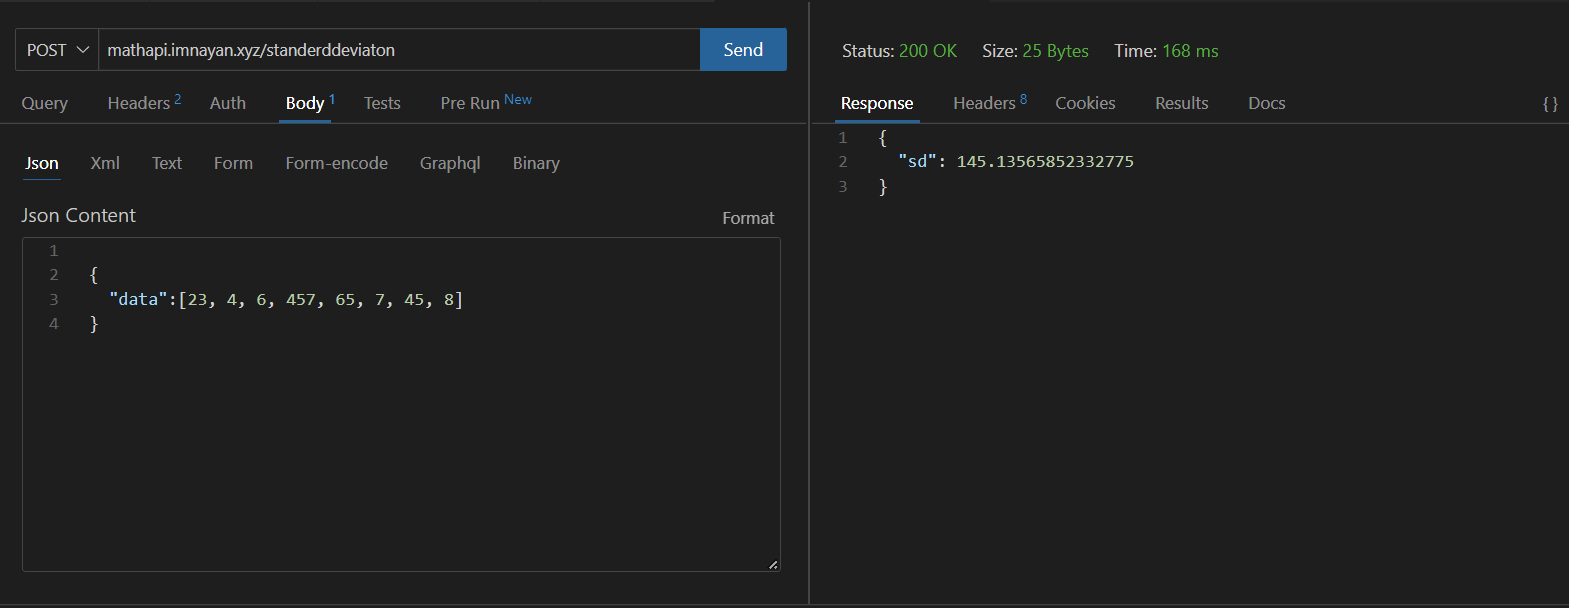 POST mathapi.imnayan.xyz/standerddeviaton Send
Query Headers 2 Auth Body 1 Tests Pre Run New
Json Xml Text Form Form-encode Graphql Binary
Json Content Format
1
2 {
3 "data":[23, 4, 6, 457, 65, 7, 45, 8]
4 }
Status: 200 OK Size: 25 Bytes Time: 168 ms
Response Headers 8 Cookies Results Docs {}
1 {
2 "sd": 145.13565852332775
3 }